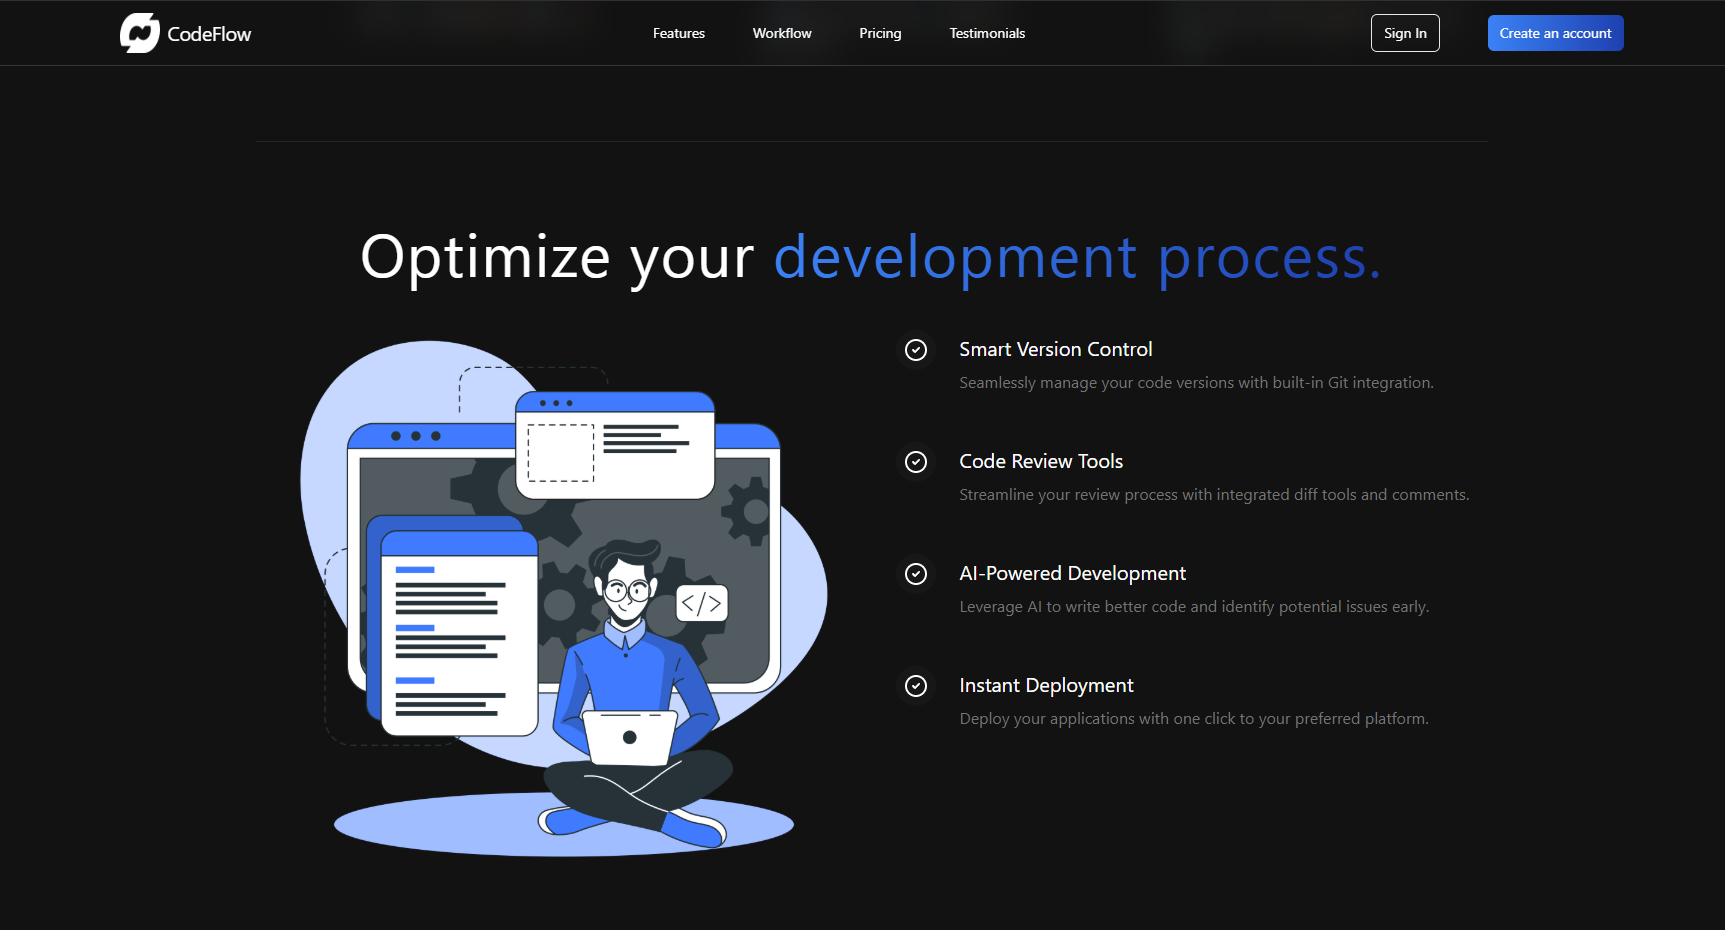 CodeFlow
Features
Workflow
Pricing
Testimonials
Sign In
Create an account
Optimize your development process.
Smart Version Control
Seamlessly manage your code versions with built-in Git integration.
Code Review Tools
Streamline your review process with integrated diff tools and comments.
</>
AI-Powered Development
Leverage AI to write better code and identify potential issues early.
Instant Deployment
Deploy your applications with one click to your preferred platform.